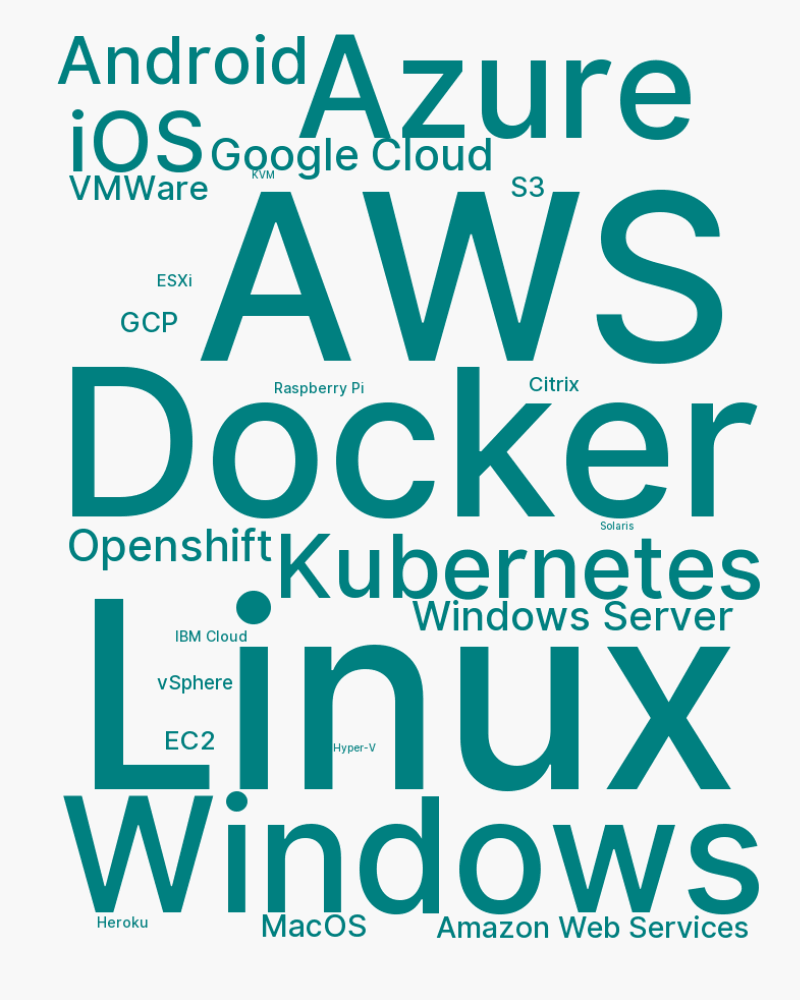 Android
Azure
iOS
Google Cloud
KVM
VMWare
S3
AWS
ESXi
GCP
Docker
Raspberry Pi
Citrix
Solaris
Openshift
Kubernetes
Windows Server
Linux
IBM Cloud
vSphere
EC2
Hyper-V
Windows
Heroku
MacOS
Amazon Web Services